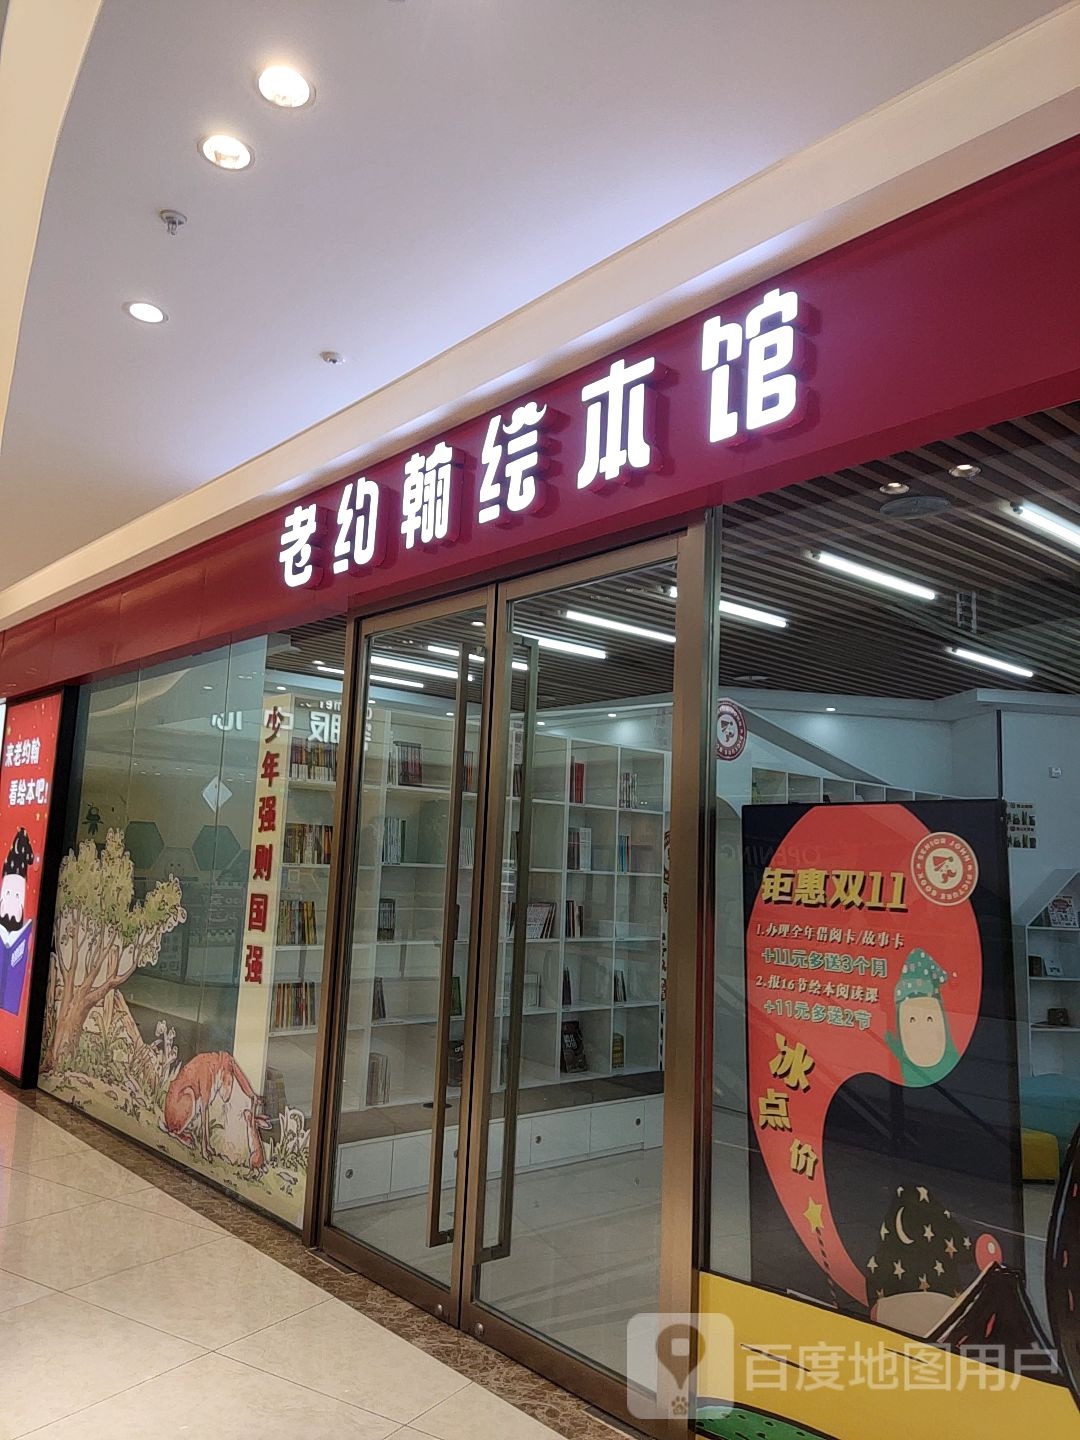 老约翰绘本馆
来老约翰
看绘本吧！
少年强则国强
钜惠双11
1.办理全年借阅卡/故事卡
+11元多送3个月
2.报16节绘本阅读课
+11元多送2节
冰点价
百度地图用户